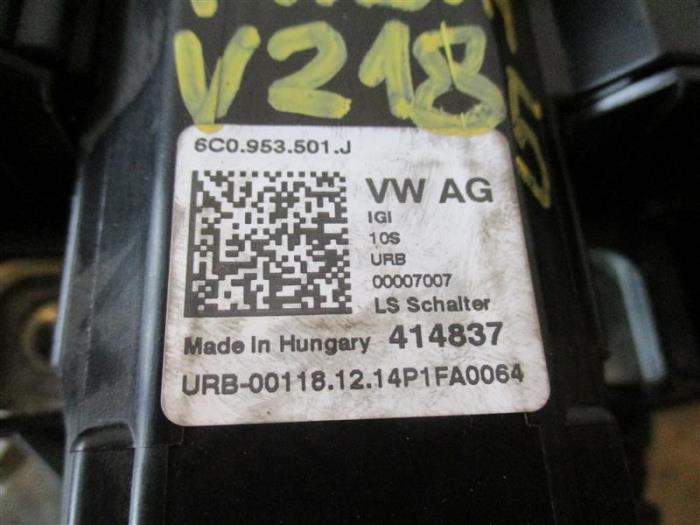 V218
6C0.953.501.J
VW AG
IGI
10S
URB
00007007
LS Schalter
Made In Hungary 414837
URB-00118.12.14P1FA0064